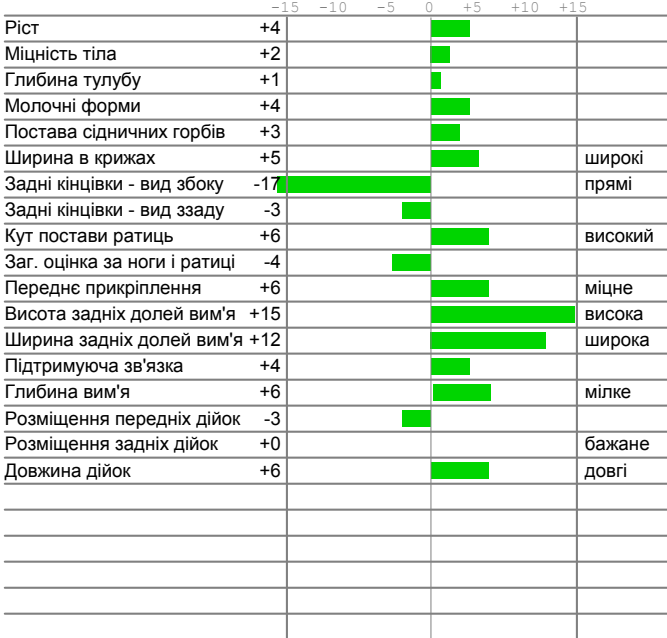 -15 -10 -5 0 +5 +10 +15
Ріст +4
Міцність тіла +2
Глибина тулубу +1
Молочні форми +4
Постава сідничних горбів +3
Ширина в крижах +5 широкі
Задні кінцівки - вид збоку -17 прямі
Задні кінцівки - вид ззаду -3
Кут постави ратиць +6 високий
Заг. оцінка за ноги і ратиці -4
Переднє прикріплення +6 міцне
Висота задніх долей вим'я +15 висока
Ширина задніх долей вим'я +12 широка
Підтримуюча зв'язка +4
Глибина вим'я +6 мілке
Розміщення передніх дійок -3
Розміщення задніх дійок +0 бажане
Довжина дійок +6 довгі